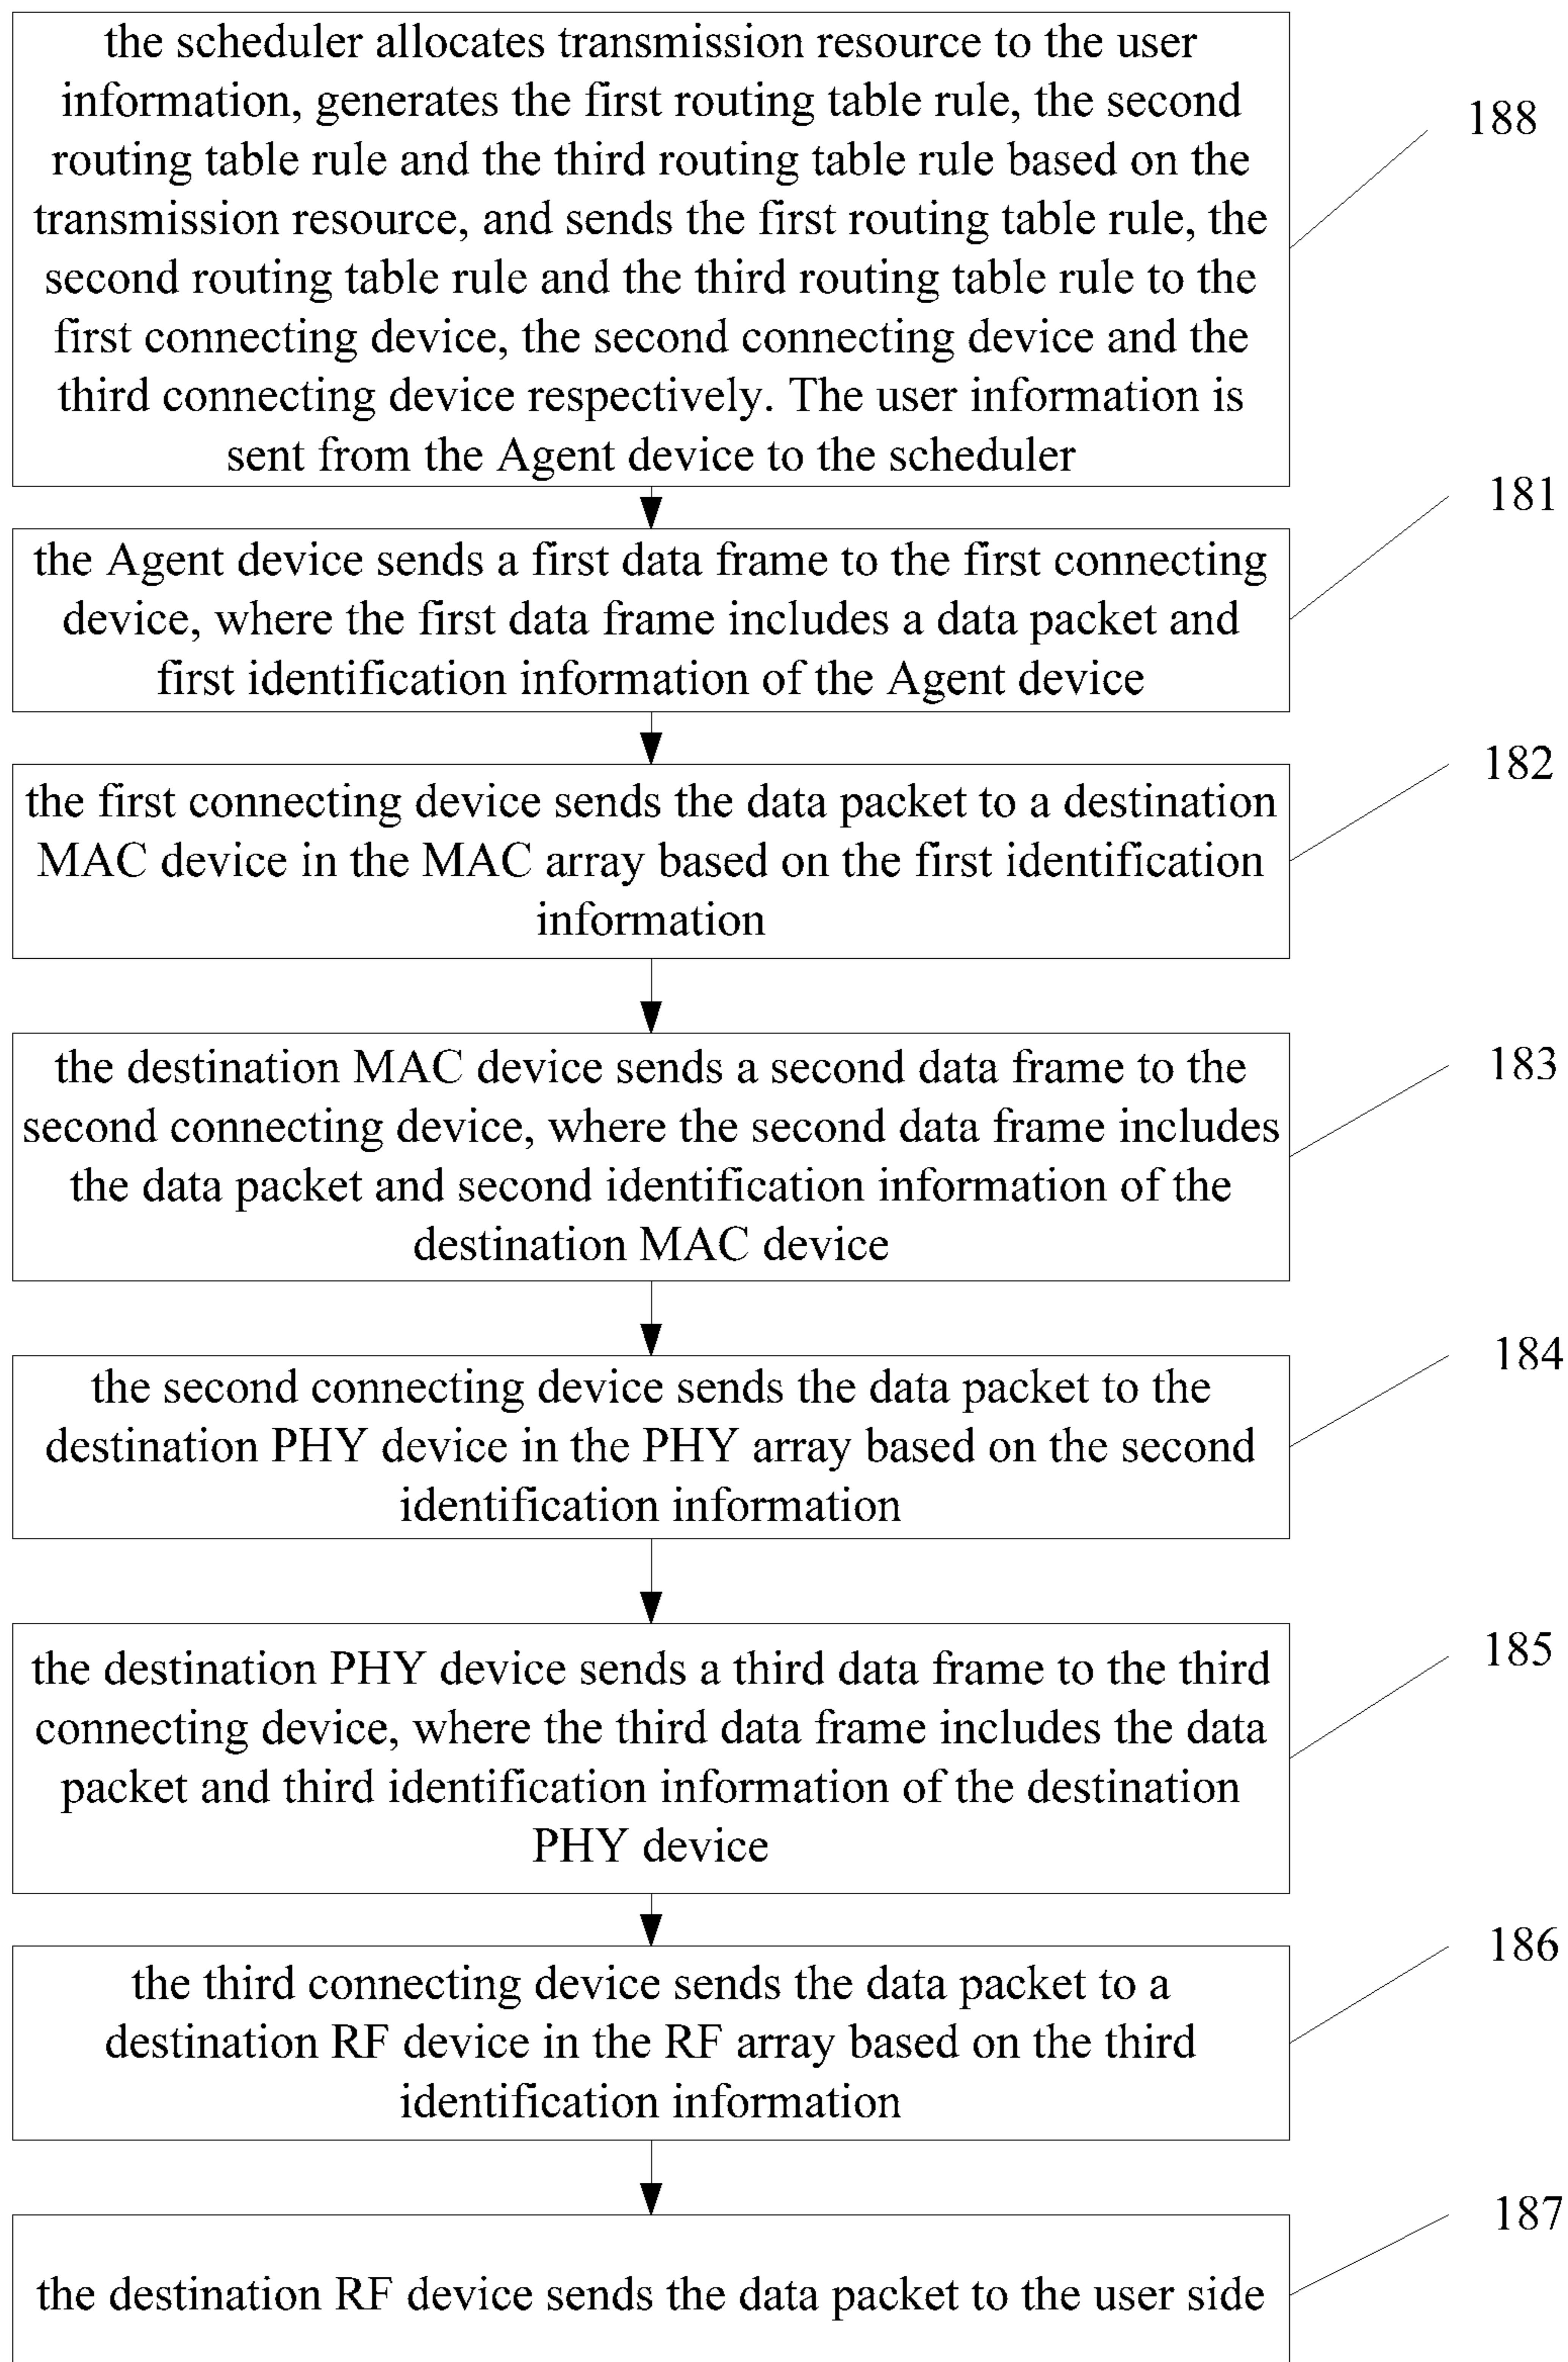 the scheduler allocates transmission resource to the user
information, generates the first routing table rule, the second
routing table rule and the third routing table rule based on the
transmission resource, and sends the first routing table rule, the
second routing table rule and the third routing table rule to the
first connecting device, the second connecting device and the
third connecting device respectively. The user information is
sent from the Agent device to the scheduler
188
the Agent device sends a first data frame to the first connecting
device, where the first data frame includes a data packet and
first identification information of the Agent device
181
the first connecting device sends the data packet to a destination
MAC device in the MAC array based on the first identification
information
182
the destination MAC device sends a second data frame to the
second connecting device, where the second data frame includes
the data packet and second identification information of the
destination MAC device
183
the second connecting device sends the data packet to the
destination PHY device in the PHY array based on the second
identification information
184
the destination PHY device sends a third data frame to the third
connecting device, where the third data frame includes the data
packet and third identification information of the destination
PHY device
185
the third connecting device sends the data packet to a
destination RF device in the RF array based on the third
identification information
186
the destination RF device sends the data packet to the user side
187